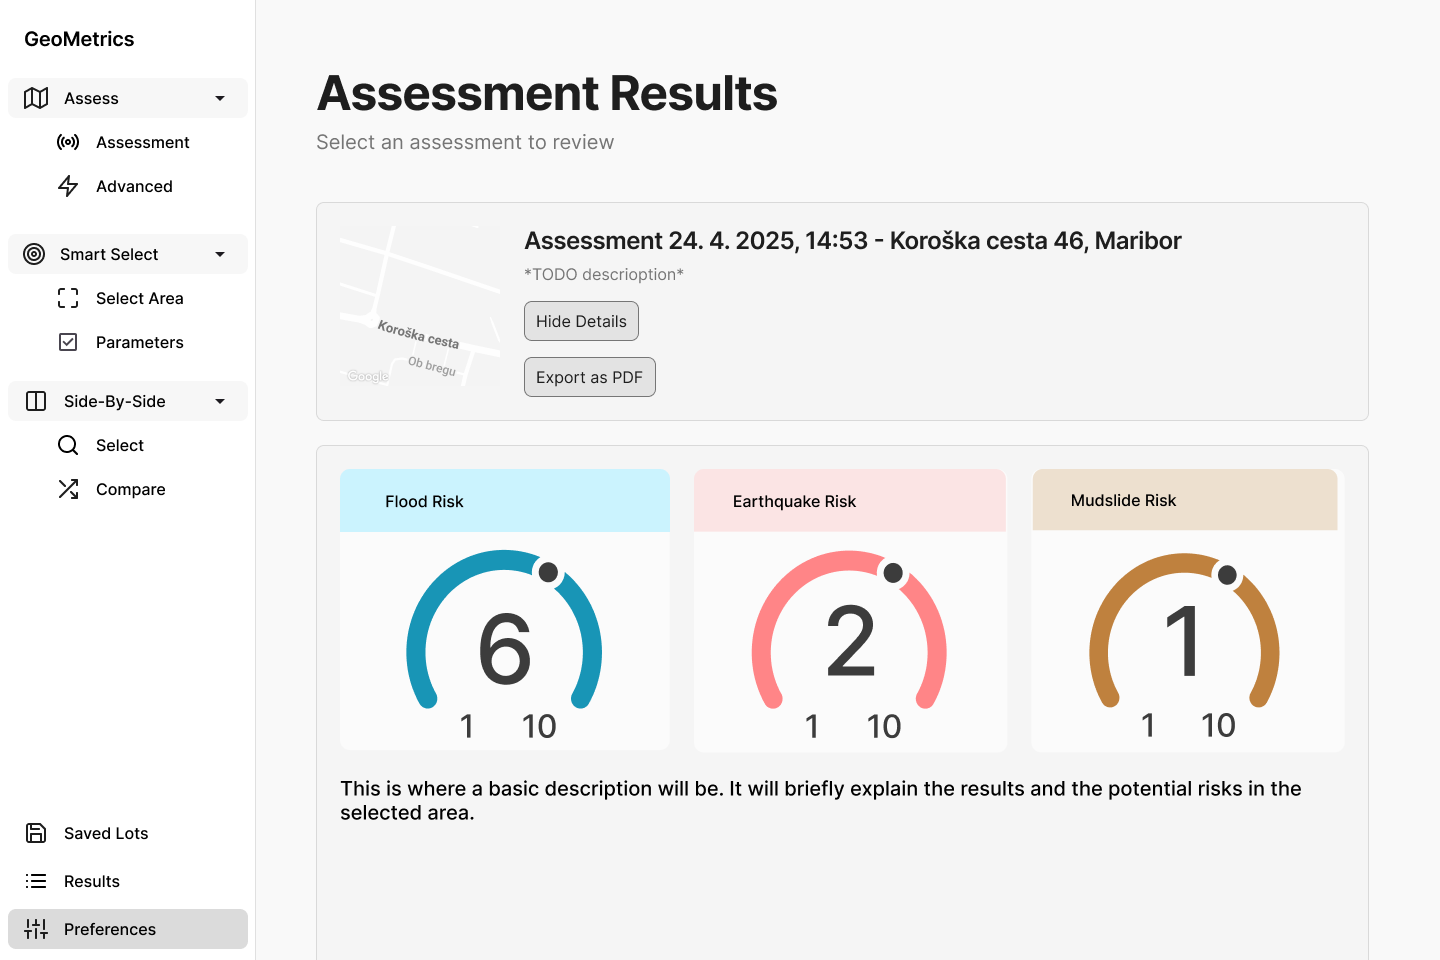 GeoMetrics
Assess
Assessment
Advanced
Smart Select
Select Area
Parameters
Side-By-Side
Select
Compare
Saved Lots
Results
Preferences
Assessment Results
Select an assessment to review
Koroška cesta
Ob bregu
Google
Assessment 24. 4. 2025, 14:53 - Koroška cesta 46, Maribor
*TODO descrioption*
Hide Details
Export as PDF
Flood Risk
6
1 10
Earthquake Risk
2
1 10
Mudslide Risk
1
1 10
This is where a basic description will be. It will briefly explain the results and the potential risks in the
selected area.